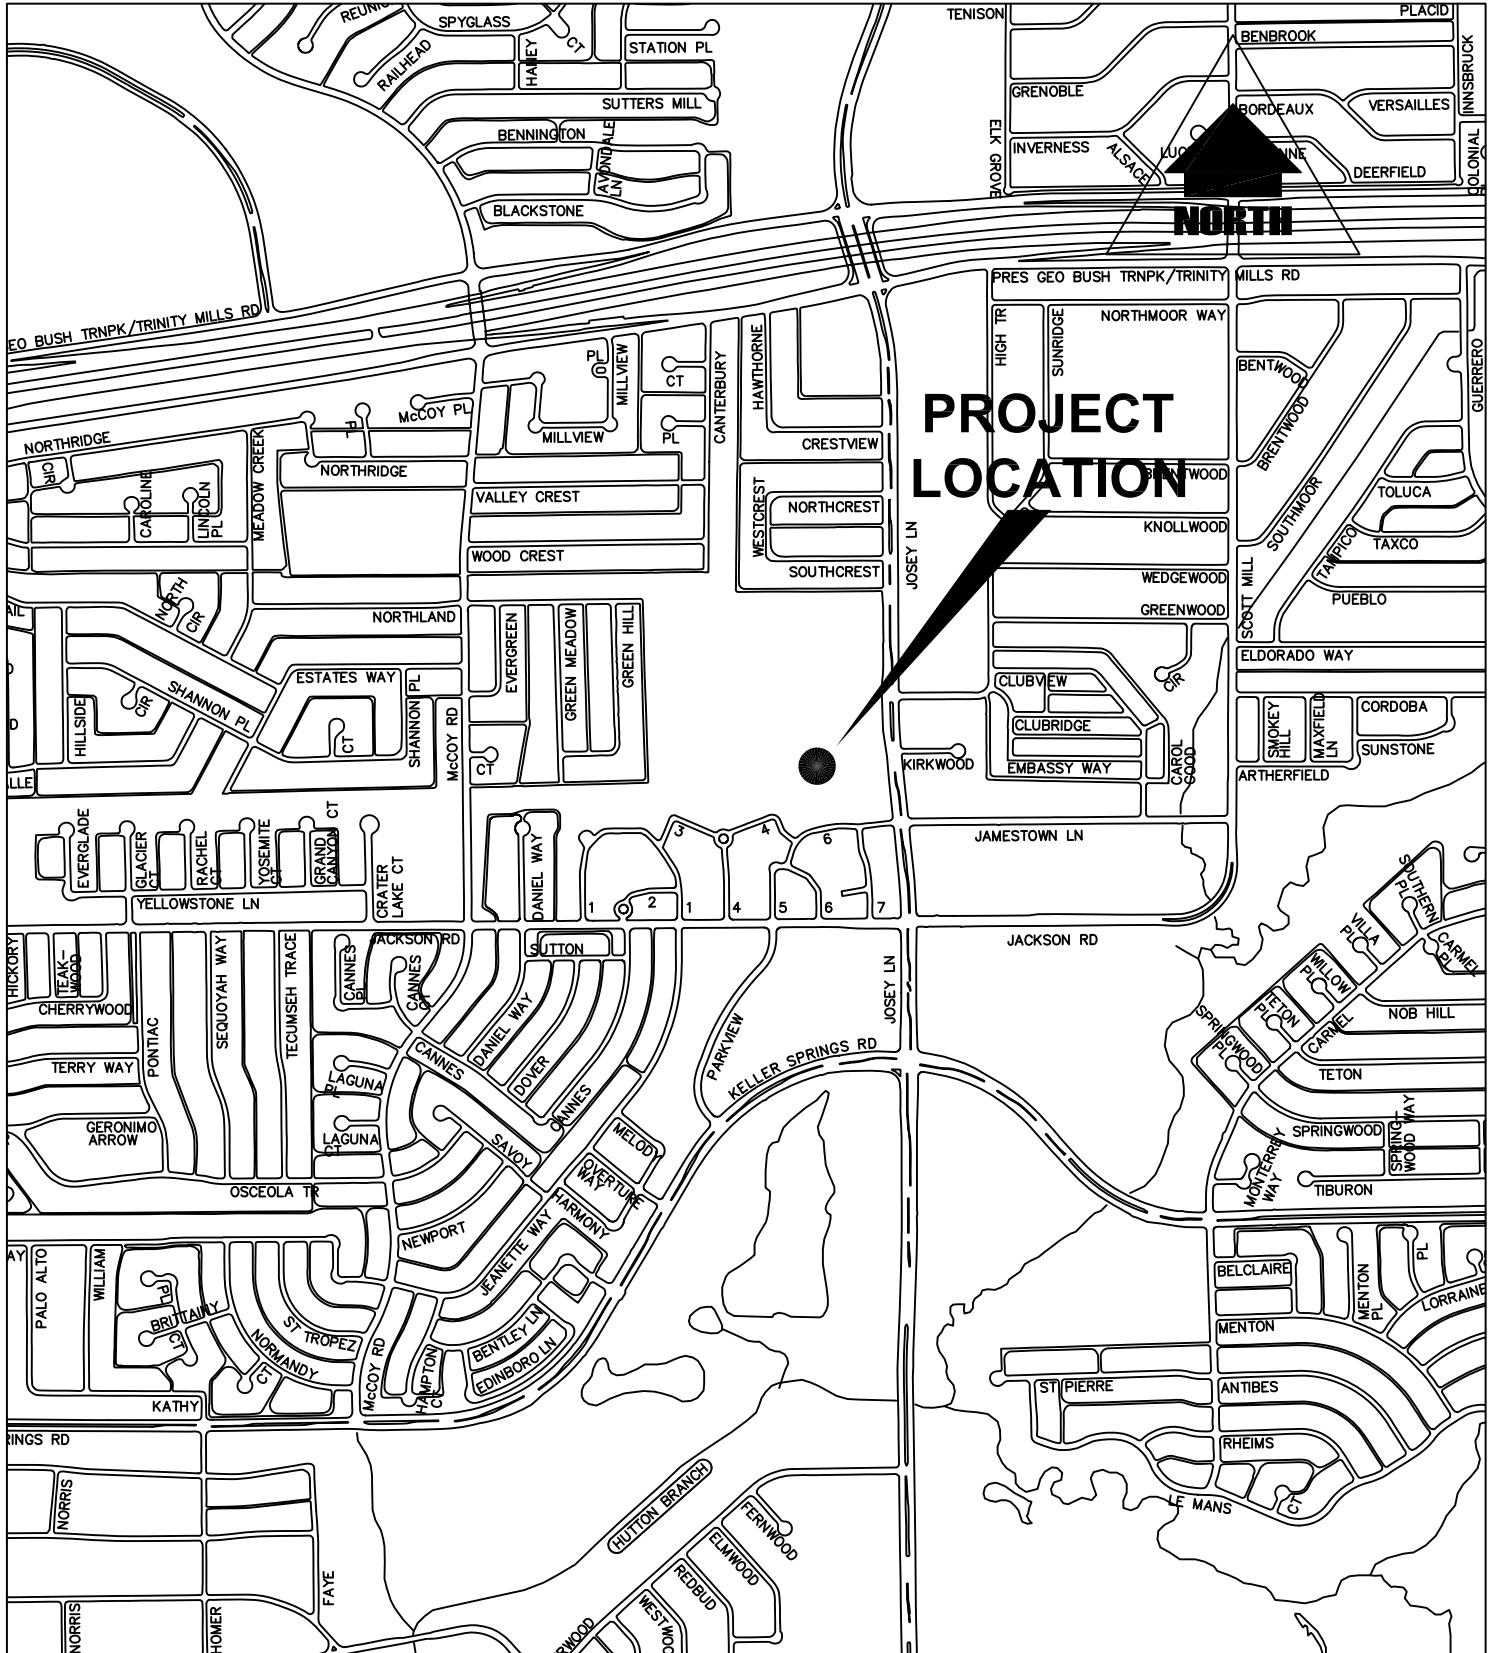 SPYGLASS
RAILHEAD
HANEY
CT
STATION PL
SUTTERS MILL
BENNINGTON
AVONDALE
LN
BLACKSTONE
TENISON
PLACID
BENBROOK
INNSBRUCK
GRENOBLE
BORDEAUX
VERSAILLES
ELK GROVE
INVERNESS
ALSACE
DEERFIELD
NORTH
PRES GEO BUSH TRNPK/TRINITY MILLS RD
EO BUSH TRNPK/TRINITY MILLS RD
HIGH TR
SUNRIDGE
NORTHMOOR WAY
GUERRERO
BENTWOOD
BRENTWOOD
PL
MILLVIEW
CT
CANTERBURY
HAWTHORNE
McCOY PL
PL
MILLVIEW
PL
CRESTVIEW
PROJECT
LOCATION
BRENTWOOD
NORTHRIDGE
CIR
CAROLINE
LINCOLN
PL
MEADOW CREEK
NORTHRIDGE
VALLEY CREST
WESTCREST
NORTHCREST
JOSEY LN
KNOLLWOOD
SOUTHMOOR
TOLUCA
TAXCO
TAMPICO
WOOD CREST
SOUTHCREST
WEDGEWOOD
GREENWOOD
SCOTT MILL
PUEBLO
NORTH
CIR
NORTHLAND
EVERGREEN
GREEN MEADOW
GREEN HILL
ELDORADO WAY
SHANNON PL
CIR
HILLSIDE
ESTATES WAY
CT
SHANNON PL
McCOY RD
CT
CLUBVIEW
CIR
CLUBRIDGE
KIRKWOOD
EMBASSY WAY
CAROL
GOOD
SMOKEY
HILL
MAXFIELD
LN
CORDOBA
SUNSTONE
ARTHERFIELD
EVERGLADE
GLACIER
CT
RACHEL
CT
YOSEMITE
CT
GRAND
CANYON CT
CRATER
LAKE CT
YELLOWSTONE LN
DANIEL WAY
3
4
6
1
2
1
4
5
6
7
JAMESTOWN LN
JACKSON RD
JACKSON RD
SOUTHERN
PL
VILLA
PL
CARMEL
PL
WILLOW
PL
TETON
PL
SPRINGWOOD
PL
CARMEL
NOB HILL
HICKORY
TEAK-
WOOD
CHERRYWOOD
PONTIAC
SEQUOYAH WAY
TECUMSEH TRACE
CANNES
PL
CANNES
CT
SUTTON
DANIEL WAY
CANNES
DOVER
CANNES
PARKVIEW
KELLER SPRINGS RD
JOSEY LN
TERRY WAY
LAGUNA
PL
TETON
GERONIMO
ARROW
LAGUNA
CT
SAVOY
MELODY
OVERTURE
WAY
HARMONY
SPRINGWOOD
SPRING-
WOOD WAY
MONTERRBY
WAY
TIBURON
OSCEOLA TR
NEWPORT
JEANETTE WAY
PALO ALTO
WILLIAM
PL
BRITTAINY
CT
NORMANDY
CT
ST TROPEZ
McCOY RD
HAMPTON
CT
BENTLEY LN
EDINBORO LN
BELCLAIRE
MENTON
PL
PL
LORRAINE
MENTON
ST PIERRE
ANTIBES
RHEIMS
LE MANS
CT
KATHY
RINGS RD
NORRIS
HUTTON BRANCH
FERNWOOD
ELMWOOD
REDBUD
FAYE
NORRIS
HOMER